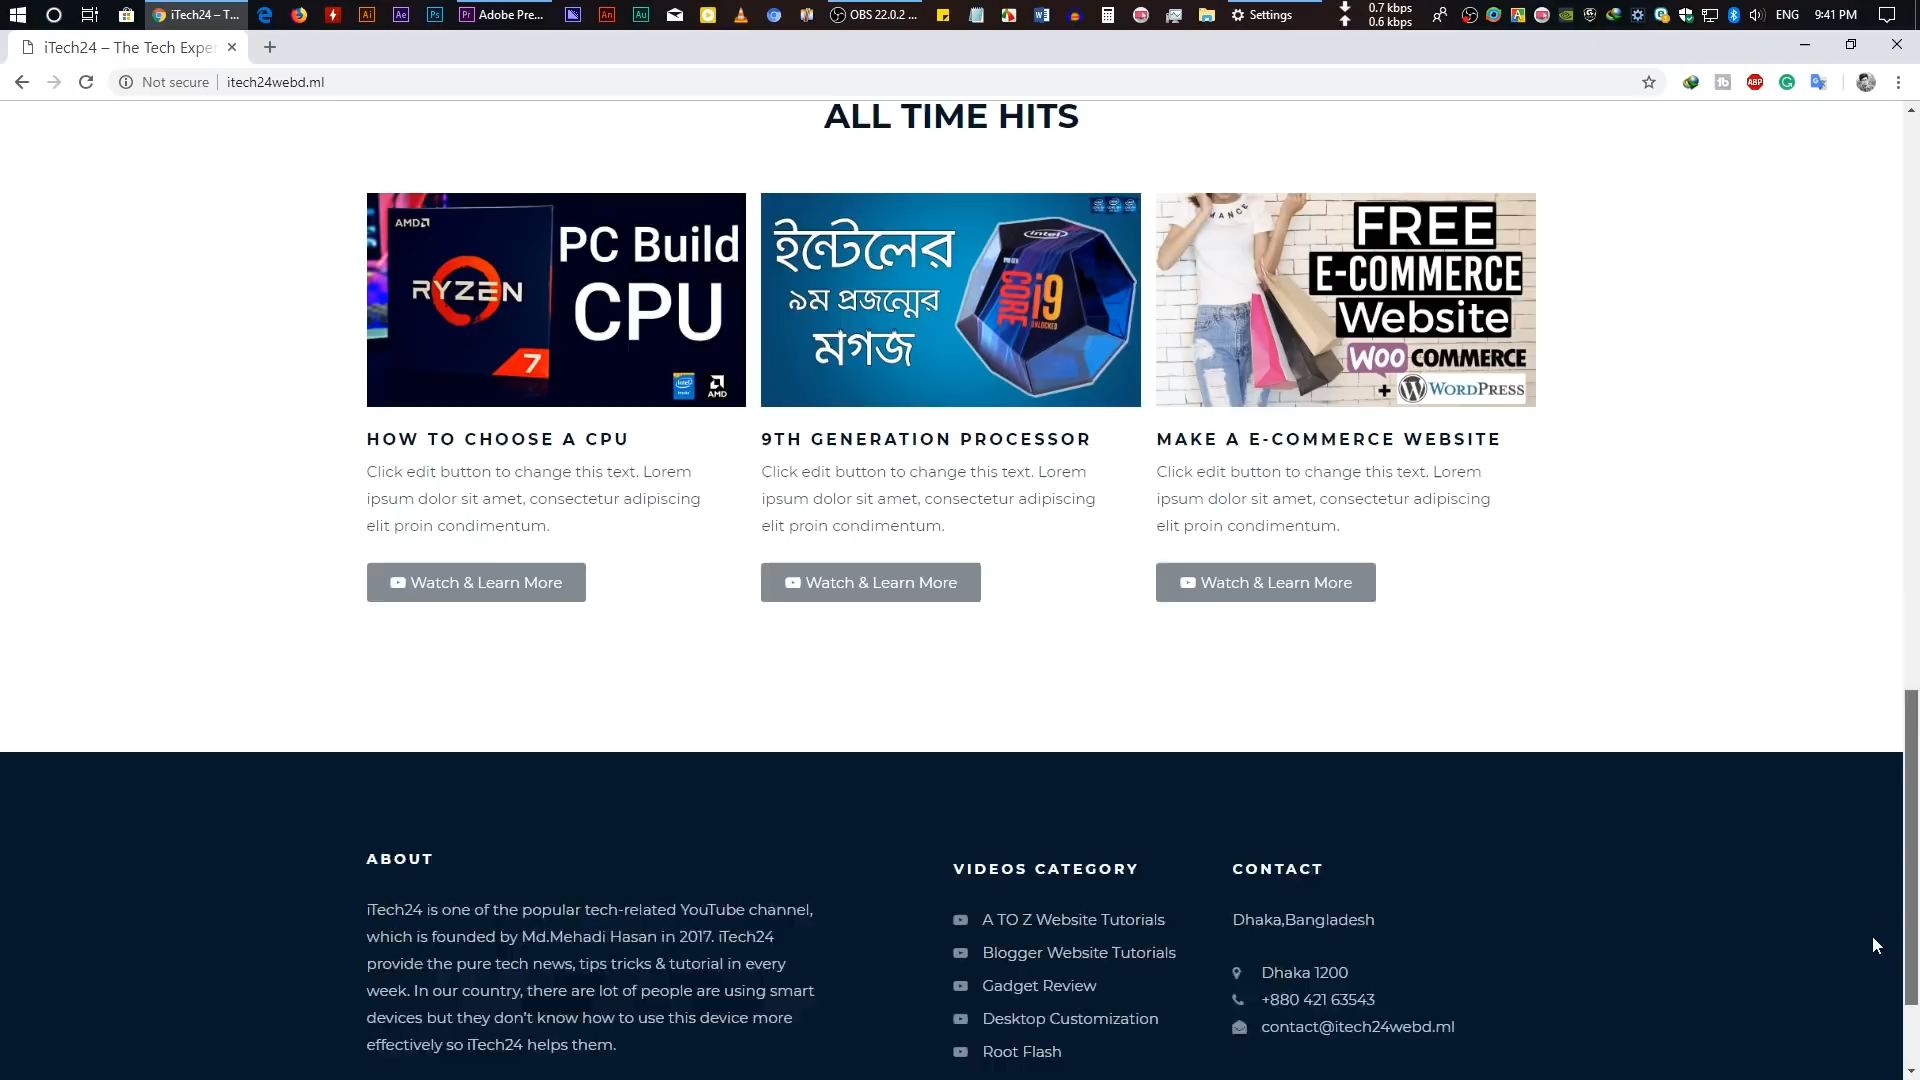 iTech24 – T...
Adobe Pre...
OBS 22.0.2 ...
Settings
0.7 kbps
0.6 kbps
ENG
9:41 PM
iTech24 – The Tech Exper
Not secure
itech24webd.ml
ABP
ALL TIME HITS
AMD
RYZEN
7
PC Build
CPU
AMD
ইন্টেলের
৯ম প্রজন্মের
মগজ
intel
CORE i9
UNLOCKED
FREE
E-COMMERCE
Website
WOO COMMERCE
+ WORDPRESS
HOW TO CHOOSE A CPU
Click edit button to change this text. Lorem
ipsum dolor sit amet, consectetur adipiscing
elit proin condimentum.
Watch & Learn More
9TH GENERATION PROCESSOR
Click edit button to change this text. Lorem
ipsum dolor sit amet, consectetur adipiscing
elit proin condimentum.
Watch & Learn More
MAKE A E-COMMERCE WEBSITE
Click edit button to change this text. Lorem
ipsum dolor sit amet, consectetur adipiscing
elit proin condimentum.
Watch & Learn More
ABOUT
iTech24 is one of the popular tech-related YouTube channel,
which is founded by Md.Mehadi Hasan in 2017. iTech24
provide the pure tech news, tips tricks & tutorial in every
week. In our country, there are lot of people are using smart
devices but they don't know how to use this device more
effectively so iTech24 helps them.
VIDEOS CATEGORY
A TO Z Website Tutorials
Blogger Website Tutorials
Gadget Review
Desktop Customization
Root Flash
CONTACT
Dhaka,Bangladesh
Dhaka 1200
+880 421 63543
contact@itech24webd.ml